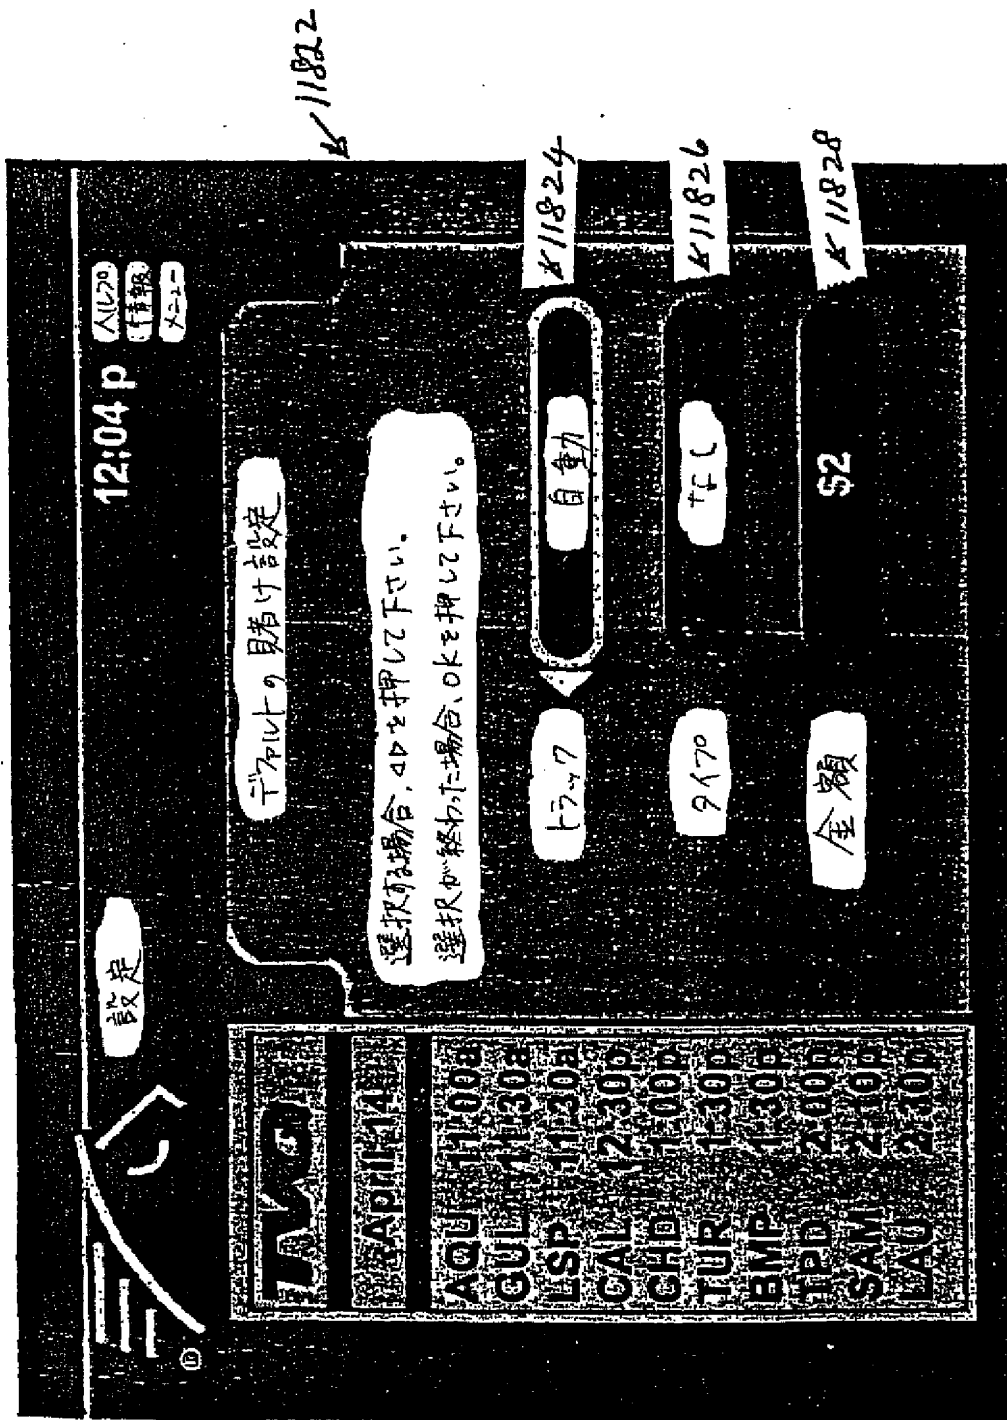 設定
12:04 p
ヘルプ
情報
メニュー
TVG
April 14
AQU 11:00a
GUL 11:30a
LSP 11:30a
CAL 12:30p
CHD 1:00p
TUR 1:30p
BMP 1:30p
TPD 2:00p
SAM 2:10p
LAU 2:30p
デフォルトの見者け設定
選択する場合、◁▷を押して下さい。
選択が終わった場合、OKを押して下さい。
トラック
自動
タイプ
なし
金額
$2
11822
11824
11826
11828
®